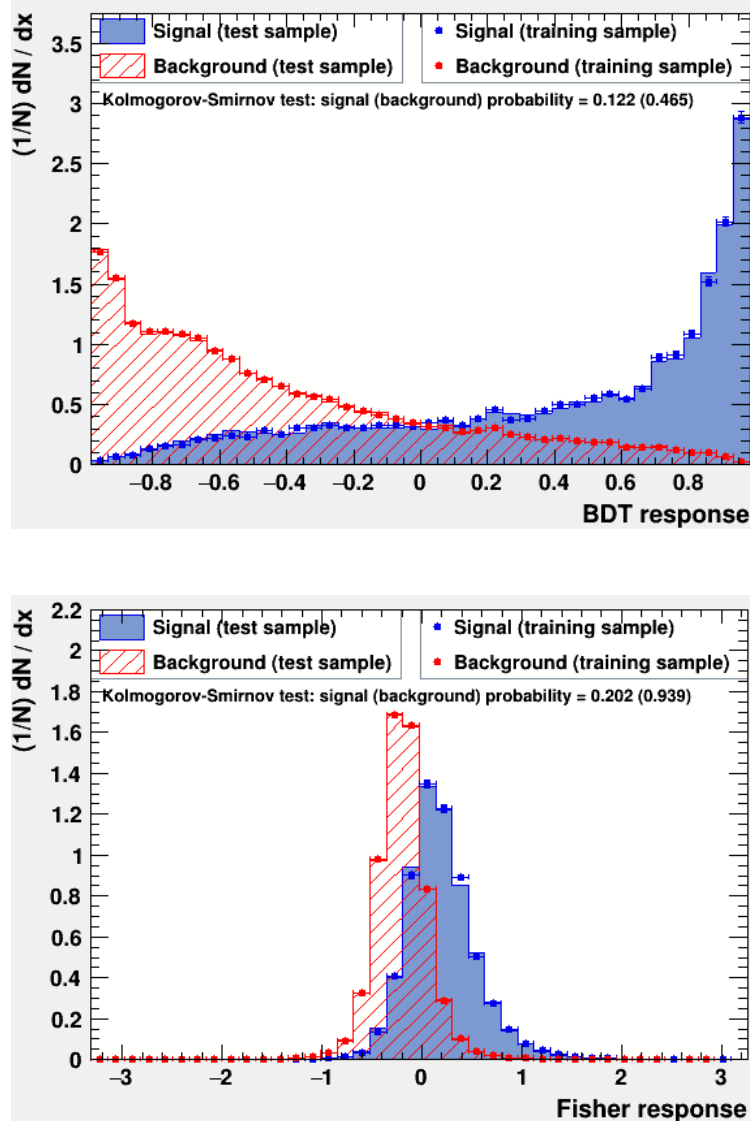 (1/N) dN / dx
Signal (test sample)
Background (test sample)
Signal (training sample)
Background (training sample)
Kolmogorov-Smirnov test: signal (background) probability = 0.122 (0.465)
3.5
3
2.5
2
1.5
1
0.5
0
−0.8 −0.6 −0.4 −0.2 0 0.2 0.4 0.6 0.8
BDT response
(1/N) dN / dx
Signal (test sample)
Background (test sample)
Signal (training sample)
Background (training sample)
Kolmogorov-Smirnov test: signal (background) probability = 0.202 (0.939)
2.2
2
1.8
1.6
1.4
1.2
1
0.8
0.6
0.4
0.2
0
−3 −2 −1 0 1 2 3
Fisher response